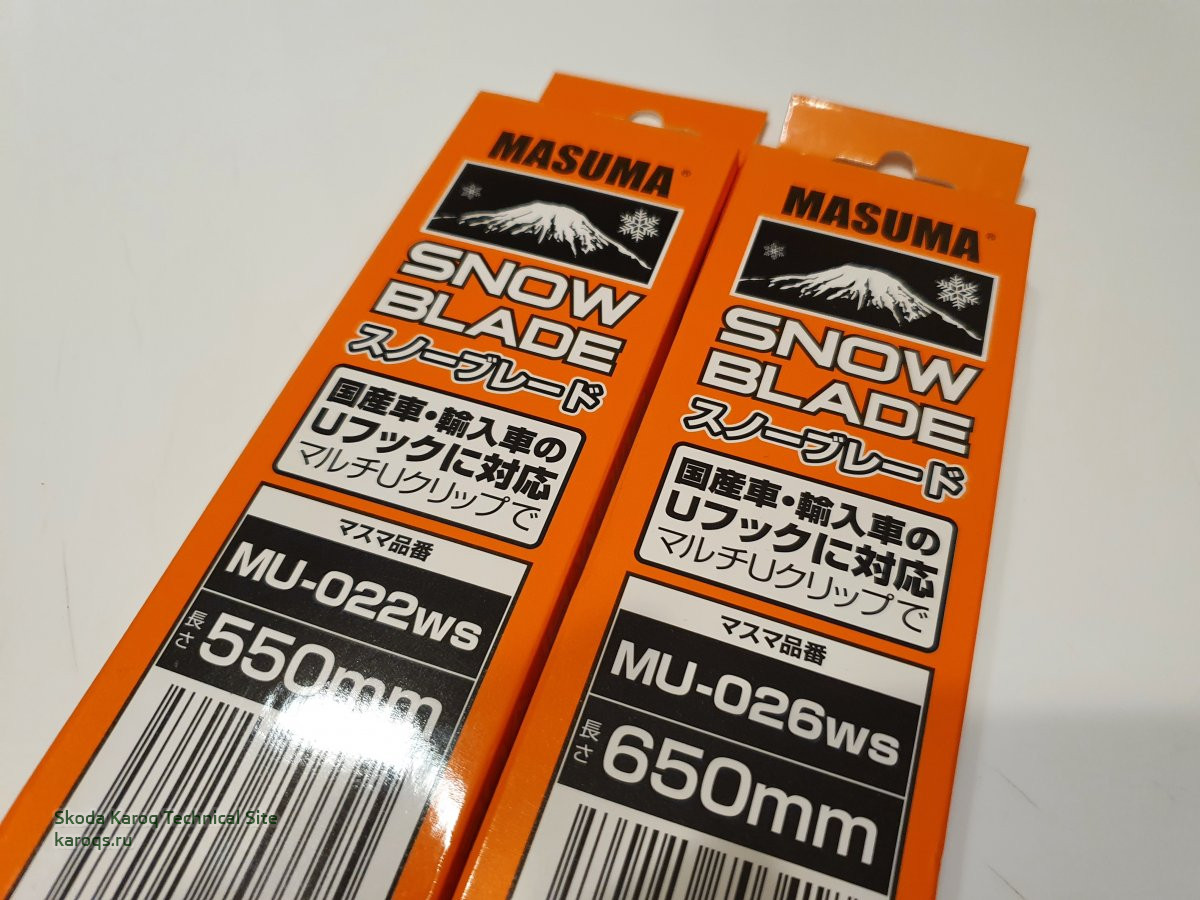 MASUMA®
SNOW
BLADE
スノーブレード
国産車・輸入車の
Uフックに対応
マルチUクリップで
マスマ品番
MU-022ws
長さ 550mm
MASUMA®
SNOW
BLADE
スノーブレード
国産車・輸入車の
Uフックに対応
マルチUクリップで
マスマ品番
MU-026ws
長さ 650mm
Skoda Karoq Technical Site
karoqs.ru